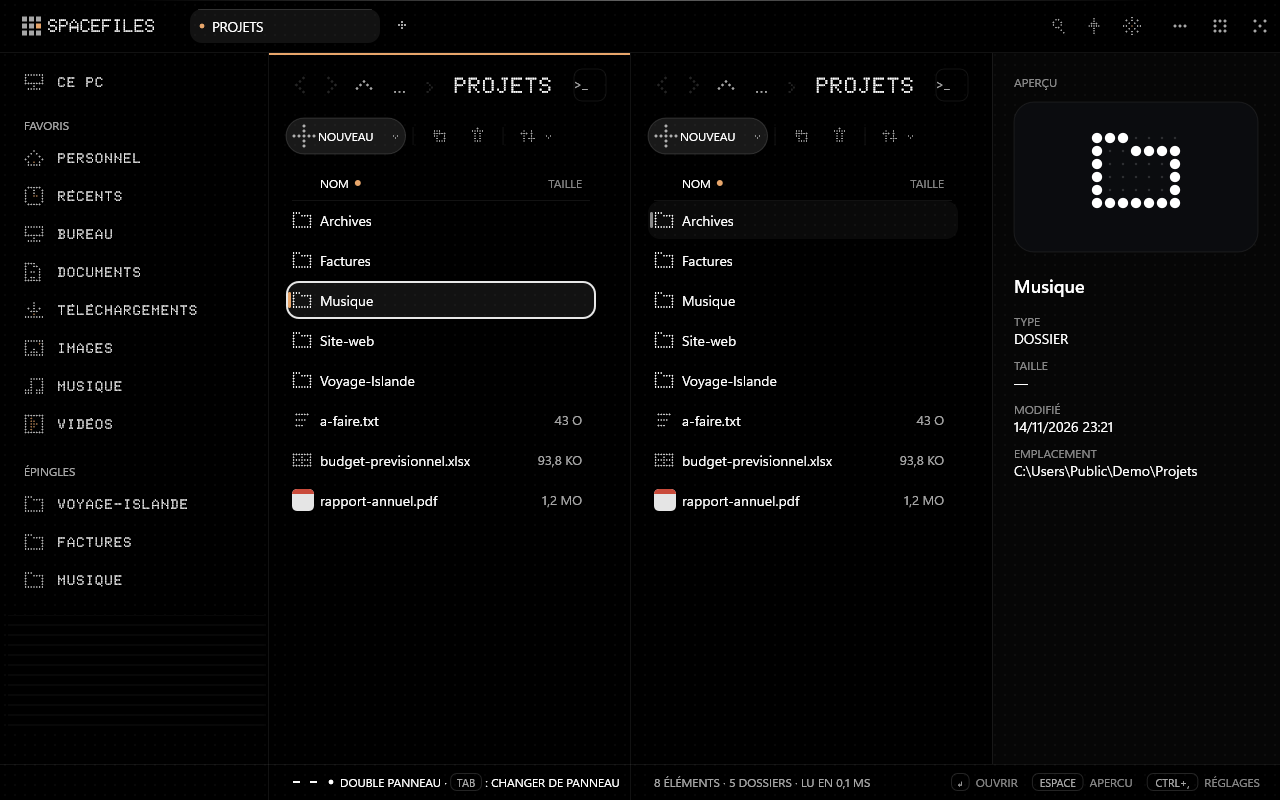 SPACEFILES
PROJETS
CE PC
FAVORIS
PERSONNEL
RÉCENTS
BUREAU
DOCUMENTS
TÉLÉCHARGEMENTS
IMAGES
MUSIQUE
VIDÉOS
ÉPINGLES
VOYAGE-ISLANDE
FACTURES
MUSIQUE
... PROJETS >_
NOUVEAU
NOM TAILLE
Archives
Factures
Musique
Site-web
Voyage-Islande
a-faire.txt 43 O
budget-previsionnel.xlsx 93,8 KO
rapport-annuel.pdf 1,2 MO
... PROJETS >_
NOUVEAU
NOM TAILLE
Archives
Factures
Musique
Site-web
Voyage-Islande
a-faire.txt 43 O
budget-previsionnel.xlsx 93,8 KO
rapport-annuel.pdf 1,2 MO
APERÇU
Musique
TYPE
DOSSIER
TAILLE
—
MODIFIÉ
14/11/2026 23:21
EMPLACEMENT
C:\Users\Public\Demo\Projets
DOUBLE PANNEAU · TAB : CHANGER DE PANNEAU
8 ÉLÉMENTS · 5 DOSSIERS · LU EN 0,1 MS
↲ OUVRIR ESPACE APERCU CTRL+, RÉGLAGES